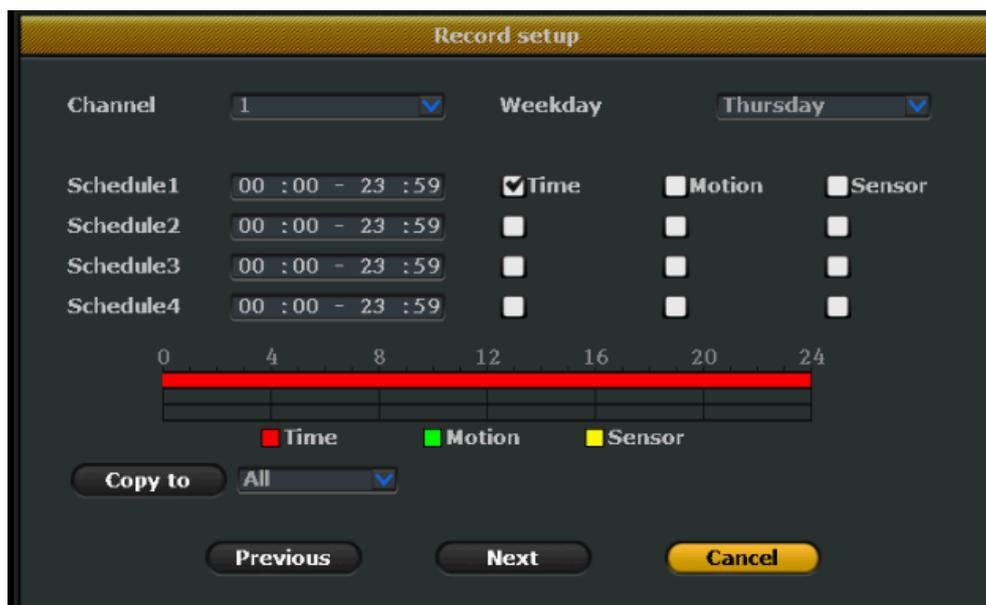 Record setup
Channel 1 Weekday Thursday
Schedule1 00 :00 - 23 :59 Time Motion Sensor
Schedule2 00 :00 - 23 :59
Schedule3 00 :00 - 23 :59
Schedule4 00 :00 - 23 :59
0 4 8 12 16 20 24
Time Motion Sensor
Copy to All
Previous Next Cancel